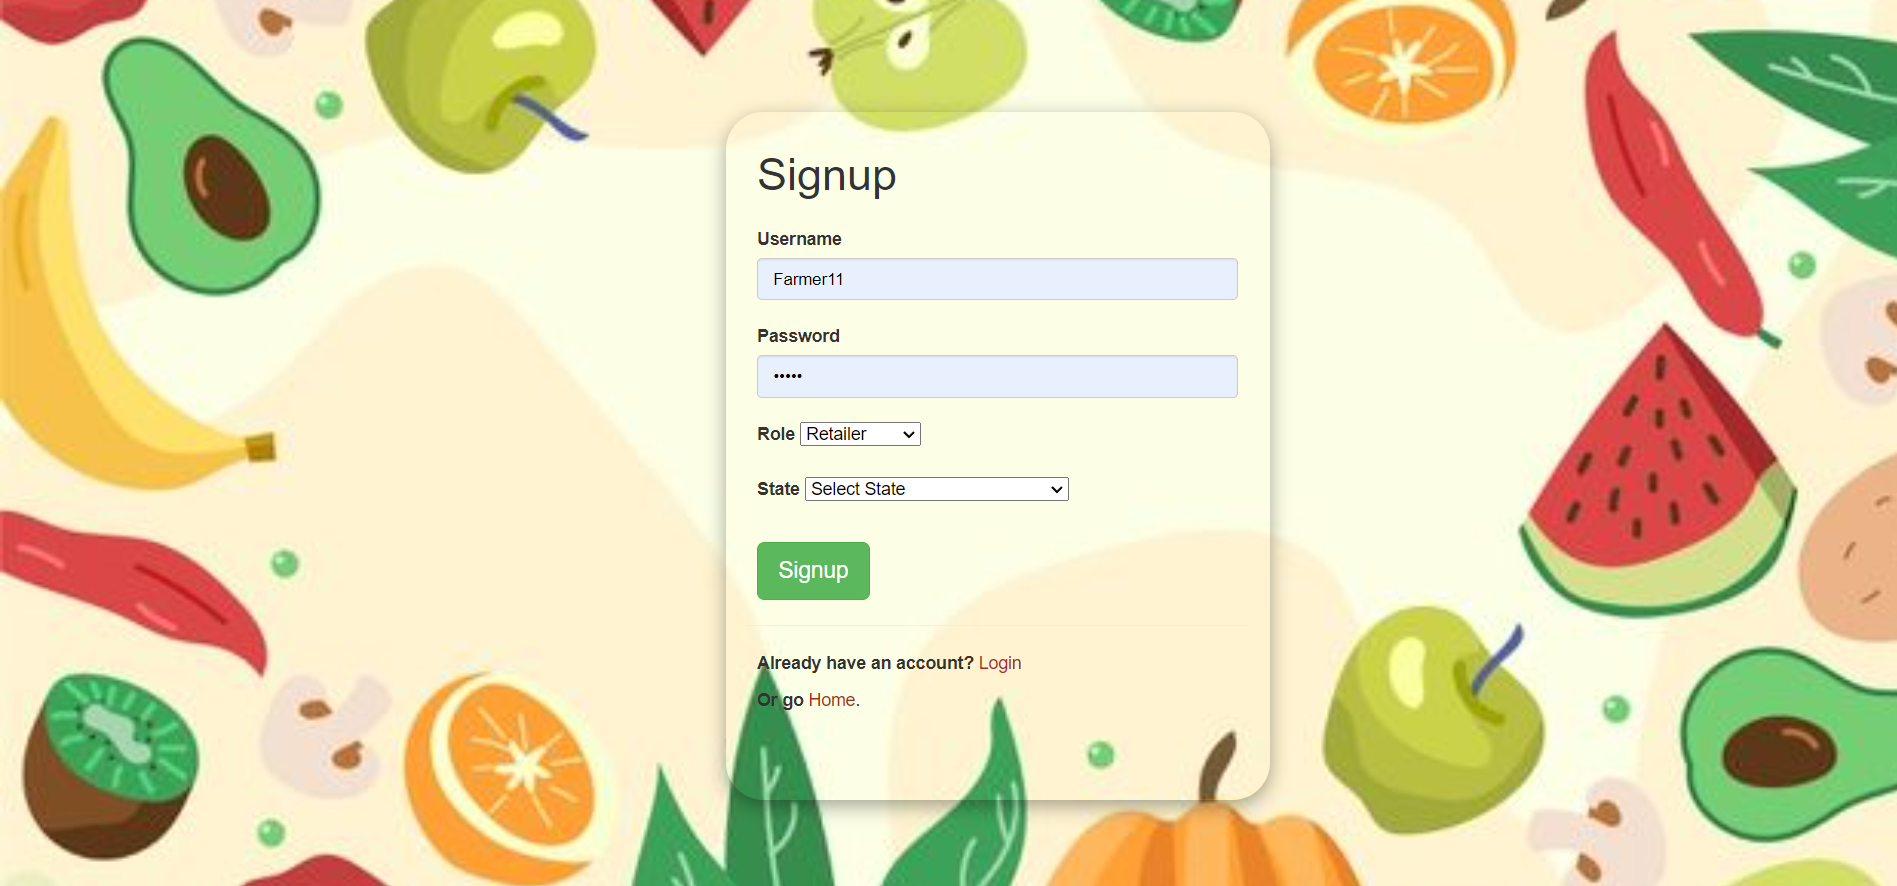 Signup
Username
Farmer11
Password
•••••
Role Retailer
State Select State
Signup
Already have an account? Login
Or go Home.